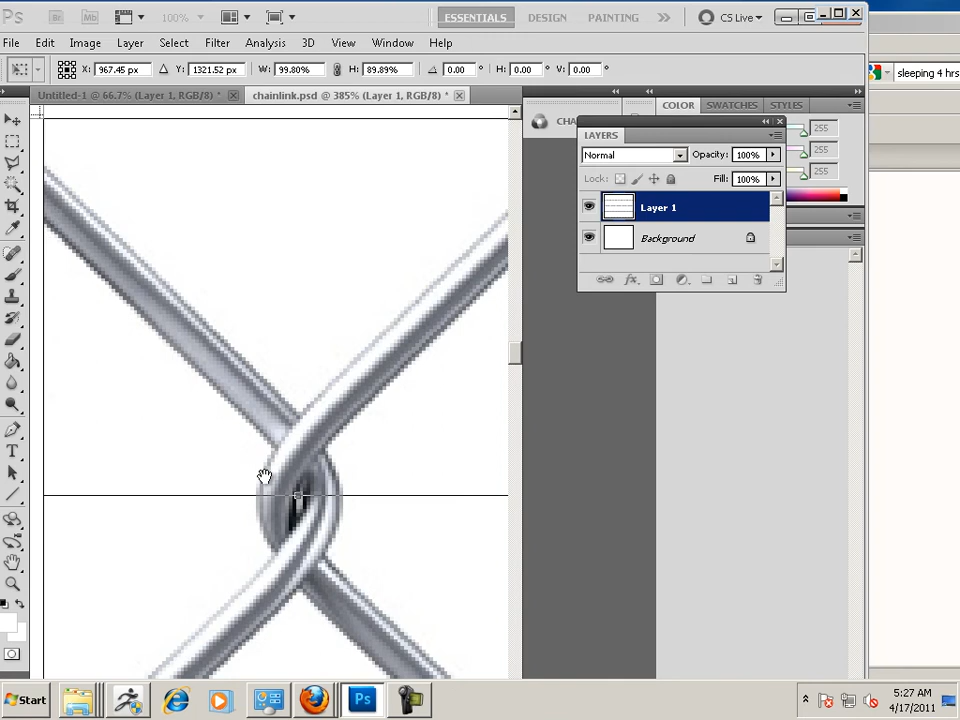 Ps Br Mb 100% ESSENTIALS DESIGN PAINTING CS Live
File Edit Image Layer Select Filter Analysis 3D View Window Help
X: 967.45 px Y: 1321.52 px W: 99.80% H: 89.89% 0.00 ° H: 0.00 ° V: 0.00 °
sleeping 4 hrs
Untitled-1 @ 66.7% (Layer 1, RGB/8) * chainlink.psd @ 385% (Layer 1, RGB/8) *
COLOR SWATCHES STYLES
CHA
255
255
255
LAYERS
Normal Opacity: 100%
Lock: Fill: 100%
Layer 1
Background
T
Start Ps
5:27 AM
4/17/2011